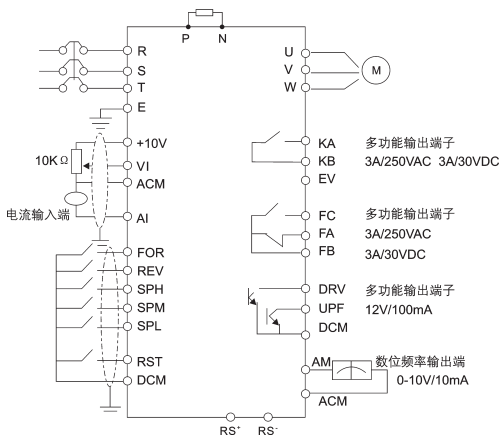 P N
R
S
T
E
+10V
10KΩ
VI
ACM
电流输入端
AI
FOR
REV
SPH
SPM
SPL
RST
DCM
U
V
W
M
KA 多功能输出端子
KB 3A/250VAC 3A/30VDC
EV
FC 多功能输出端子
FA 3A/250VAC
FB 3A/30VDC
DRV 多功能输出端子
UPF 12V/100mA
DCM
AM 数位频率输出端
0-10V/10mA
ACM
RS⁺ RS⁻